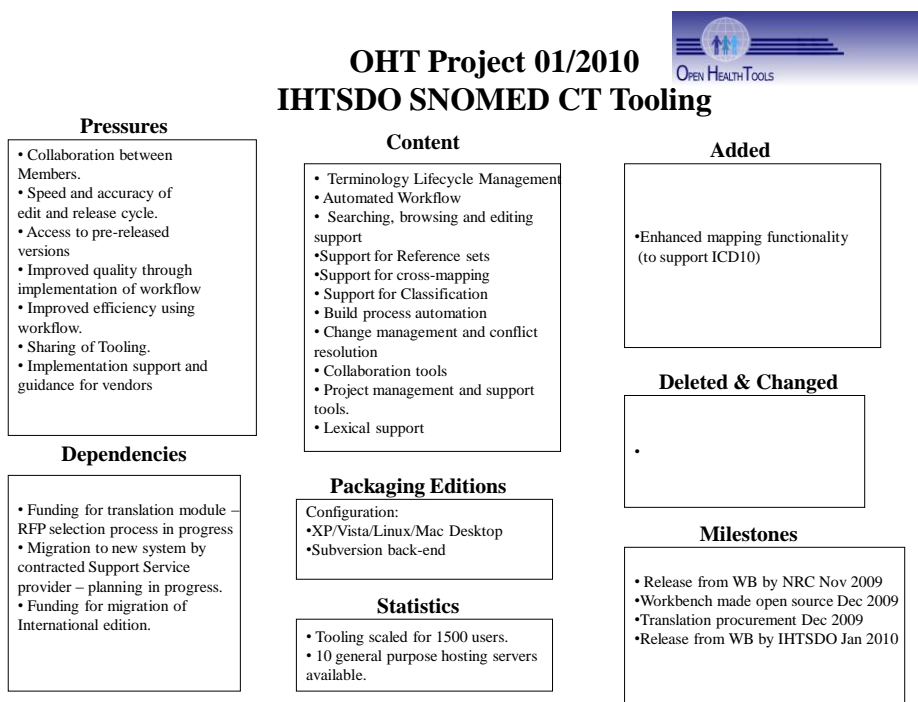 OHT Project 01/2010
IHTSDO SNOMED CT Tooling
OPEN HEALTH TOOLS
Pressures
• Collaboration between
Members.
• Speed and accuracy of
edit and release cycle.
• Access to pre-released
versions
• Improved quality through
implementation of workflow
• Improved efficiency using
workflow.
• Sharing of Tooling.
• Implementation support and
guidance for vendors
Dependencies
• Funding for translation module –
RFP selection process in progress
• Migration to new system by
contracted Support Service
provider – planning in progress.
• Funding for migration of
International edition.
Content
• Terminology Lifecycle Management
• Automated Workflow
• Searching, browsing and editing
support
•Support for Reference sets
•Support for cross-mapping
• Support for Classification
• Build process automation
• Change management and conflict
resolution
• Collaboration tools
• Project management and support
tools.
• Lexical support
Packaging Editions
Configuration:
•XP/Vista/Linux/Mac Desktop
•Subversion back-end
Statistics
• Tooling scaled for 1500 users.
• 10 general purpose hosting servers
available.
Added
•Enhanced mapping functionality
(to support ICD10)
Deleted & Changed
•
Milestones
• Release from WB by NRC Nov 2009
•Workbench made open source Dec 2009
•Translation procurement Dec 2009
•Release from WB by IHTSDO Jan 2010